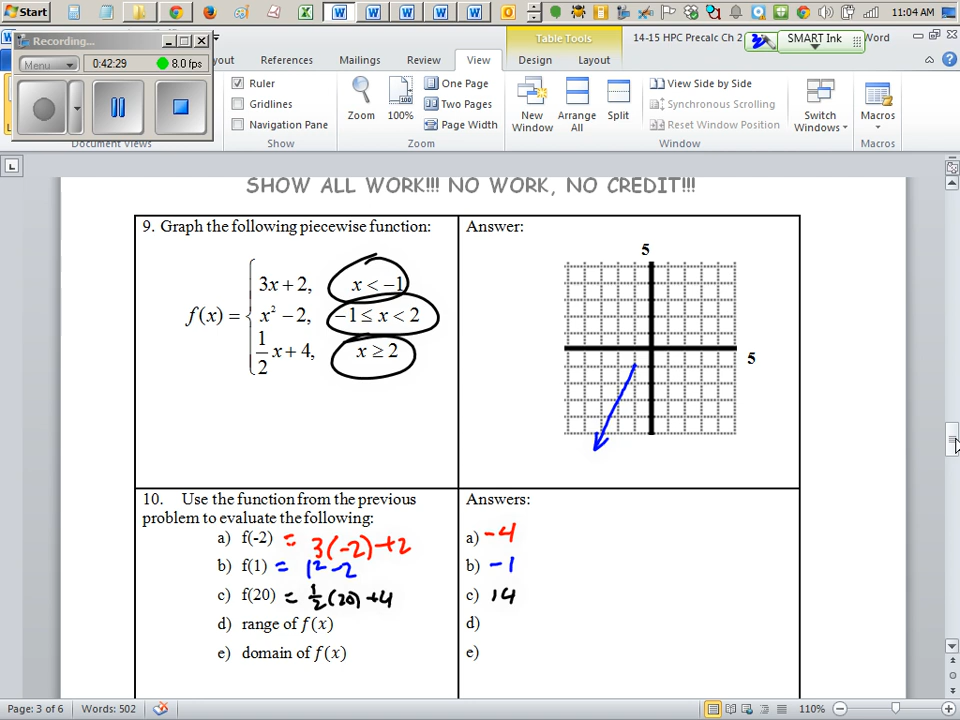 Start
11:04 AM
Recording...
14-15 HPC Precalc Ch 2
Word
Table Tools
SMART Ink
Menu
0:42:29
8.0 fps
yout
References
Mailings
Review
View
Design
Layout
Ruler
Gridlines
Navigation Pane
Zoom
100%
One Page
Two Pages
Page Width
New Window
Arrange All
Split
View Side by Side
Synchronous Scrolling
Reset Window Position
Switch Windows
Macros
Document Views
Show
Zoom
Window
Macros
SHOW ALL WORK!!! NO WORK, NO CREDIT!!!
9. Graph the following piecewise function:
f(x) = { 3x + 2, x < −1
x² − 2, −1 ≤ x < 2
1/2 x + 4, x ≥ 2
Answer:
5
5
10. Use the function from the previous
problem to evaluate the following:
a) f(-2) = 3(-2)+2
b) f(1) = 1²-2
c) f(20) = 1/2(20)+4
d) range of f(x)
e) domain of f(x)
Answers:
a) -4
b) -1
c) 14
d)
e)
Page: 3 of 6
Words: 502
110%